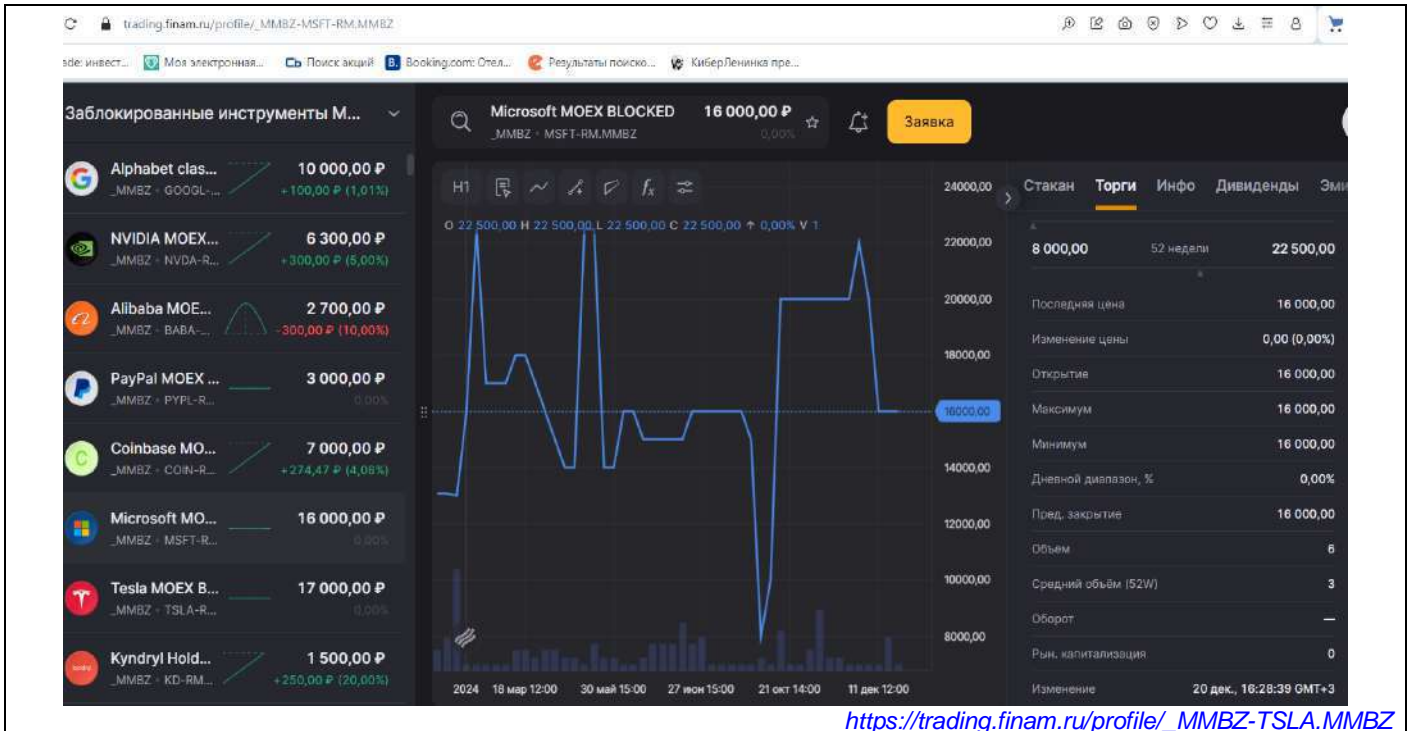 trading.finam.ru/profile/_MMBZ-MSFT-RM.MMBZ
ade: инвест... Моя электронная... Поиск акций Booking.com: Отел... Результаты поиско... КиберЛенинка пре...
Заблокированные инструменты М...
Microsoft MOEX BLOCKED 16 000,00 ₽
_MMBZ • MSFT-RM.MMBZ 0,00%
Заявка
Alphabet clas... 10 000,00 ₽
_MMBZ • GOOGL-... +100,00 ₽ (1,01%)
NVIDIA MOEX... 6 300,00 ₽
_MMBZ • NVDA-R... +300,00 ₽ (5,00%)
Alibaba MOE... 2 700,00 ₽
_MMBZ • BABA-... -300,00 ₽ (10,00%)
PayPal MOEX ... 3 000,00 ₽
_MMBZ • PYPL-R... 0,00%
Coinbase MO... 7 000,00 ₽
_MMBZ • COIN-R... +274,47 ₽ (4,06%)
Microsoft MO... 16 000,00 ₽
_MMBZ • MSFT-R... 0,00%
Tesla MOEX B... 17 000,00 ₽
_MMBZ • TSLA-R... 0,00%
Kyndryl Hold... 1 500,00 ₽
_MMBZ • KD-RM... +250,00 ₽ (20,00%)
H1 fx
O 22 500,00 H 22 500,00 L 22 500,00 C 22 500,00 ↑ 0,00% V 1
24000,00
22000,00
20000,00
18000,00
16000,00
14000,00
12000,00
10000,00
8000,00
2024 18 мар 12:00 30 май 15:00 27 июн 15:00 21 окт 14:00 11 дек 12:00
Стакан Торги Инфо Дивиденды Эми
8 000,00 52 недели 22 500,00
Последняя цена 16 000,00
Изменение цены 0,00 (0,00%)
Открытие 16 000,00
Максимум 16 000,00
Минимум 16 000,00
Дневной диапазон, % 0,00%
Пред. закрытие 16 000,00
Объем 6
Средний объём (52W) 3
Оборот —
Рын. капитализация 0
Изменение 20 дек., 16:28:39 GMT+3
https://trading.finam.ru/profile/_MMBZ-TSLA.MMBZ